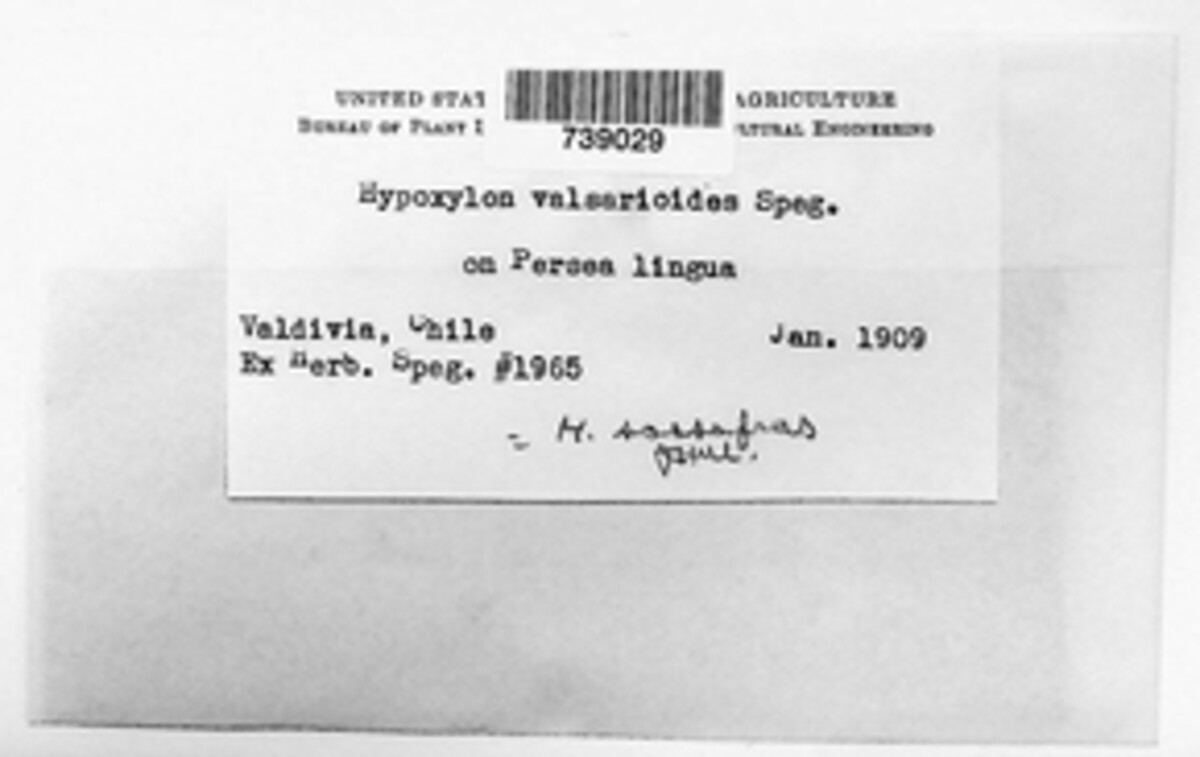 UNITED STAT AGRICULTURE
BUREAU OF PLANT I LTURAL ENGINEERING
739029
Hypoxylon valsarioides Speg.
on Persea lingua
Valdivia, Chile Jan. 1909
Ex Herb. Speg. #1965
= H. sassafras